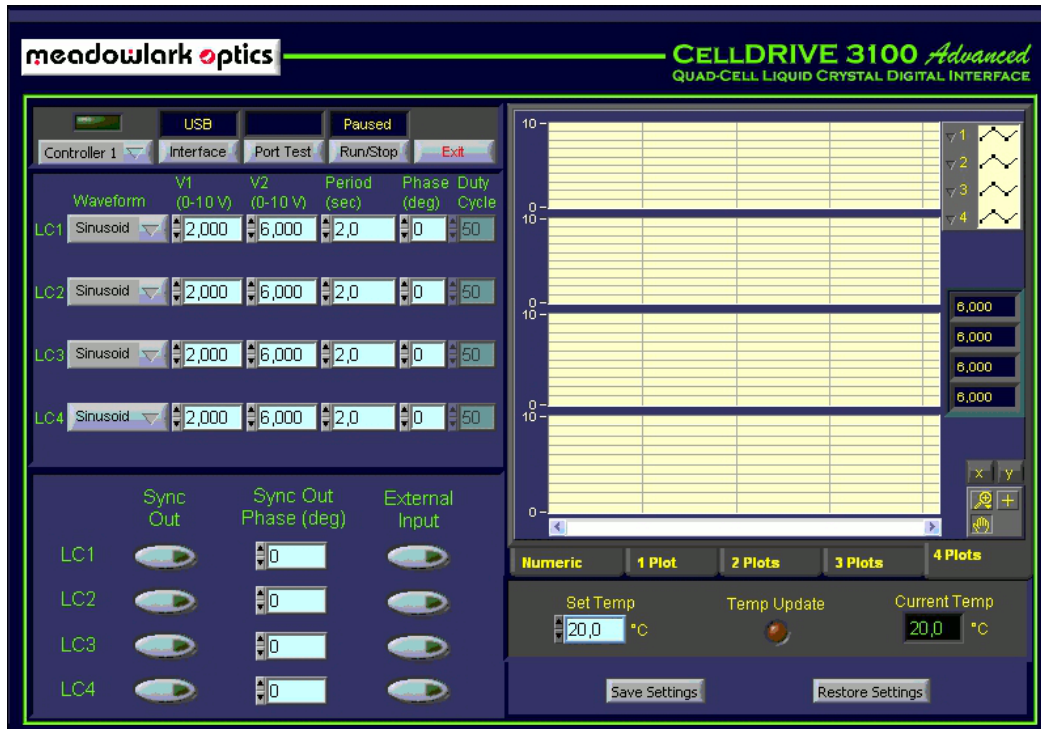 meadowlark optics
CELLDRIVE 3100 Advanced
QUAD-CELL LIQUID CRYSTAL DIGITAL INTERFACE
USB Paused
Controller 1 Interface Port Test Run/Stop Exit
V1 V2 Period Phase Duty
Waveform (0-10 V) (0-10 V) (sec) (deg) Cycle
LC1 Sinusoid 2,000 6,000 2,0 0 50
LC2 Sinusoid 2,000 6,000 2,0 0 50
LC3 Sinusoid 2,000 6,000 2,0 0 50
LC4 Sinusoid 2,000 6,000 2,0 0 50
Sync Sync Out External
Out Phase (deg) Input
LC1 0
LC2 0
LC3 0
LC4 0
10
0
10
0
10
0
10
0
1
2
3
4
6,000
6,000
6,000
6,000
x y
Numeric 1 Plot 2 Plots 3 Plots 4 Plots
Set Temp Temp Update Current Temp
20,0 °C 20,0 °C
Save Settings Restore Settings